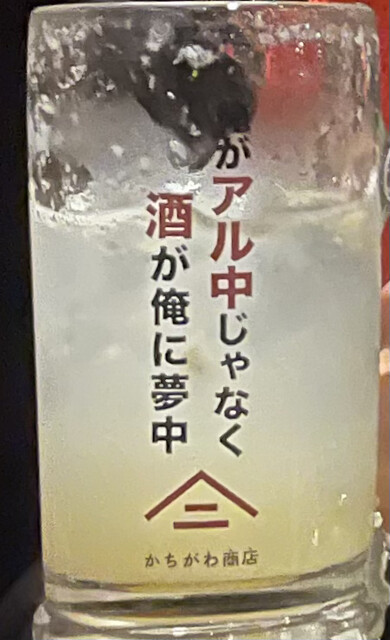 がアル中じゃなく
酒が俺に夢中
二
かちがわ商店